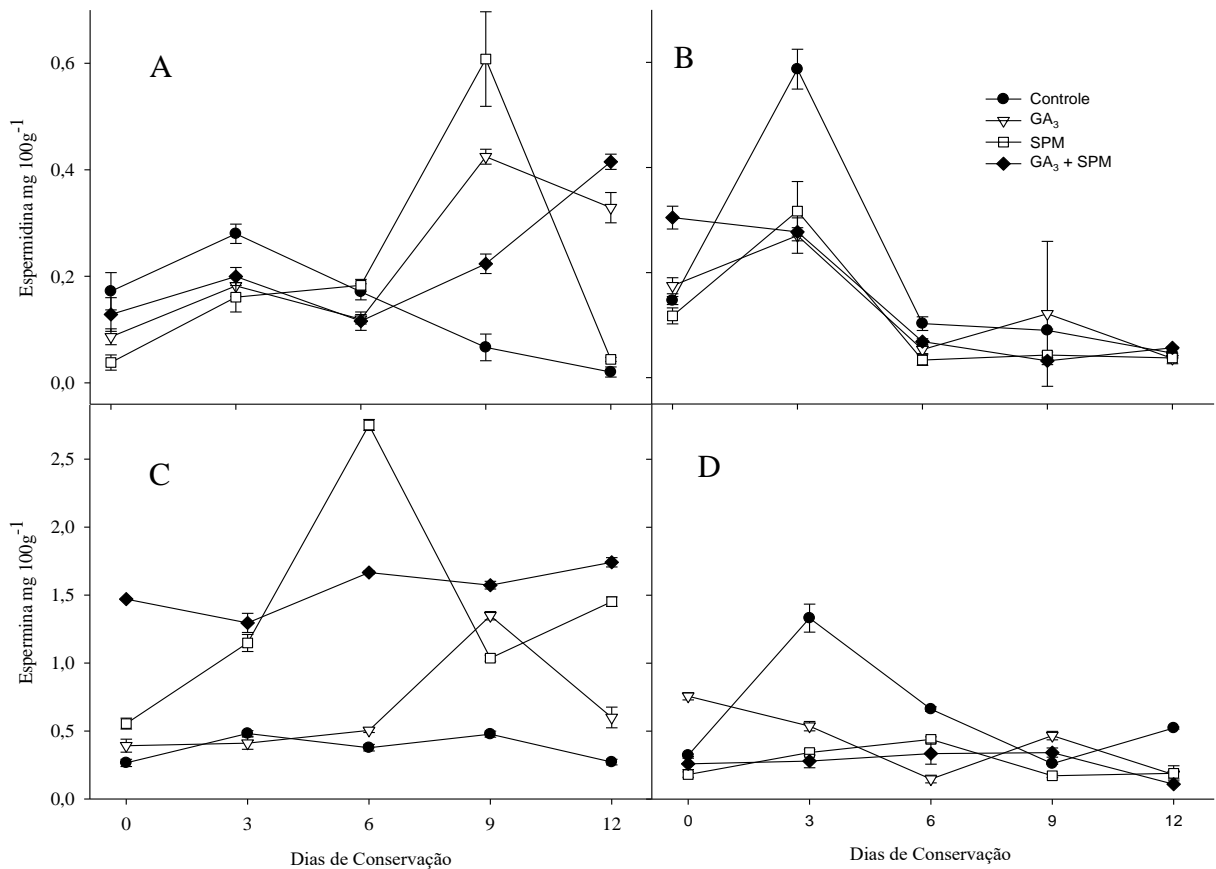 A
B
0,6
0,4
0,2
0,0
Espermidina mg 100g-1
Controle
GA3
SPM
GA3 + SPM
C
D
2,5
2,0
1,5
1,0
0,5
0,0
Espermina mg 100g-1
0 3 6 9 12
0 3 6 9 12
Dias de Conservação
Dias de Conservação